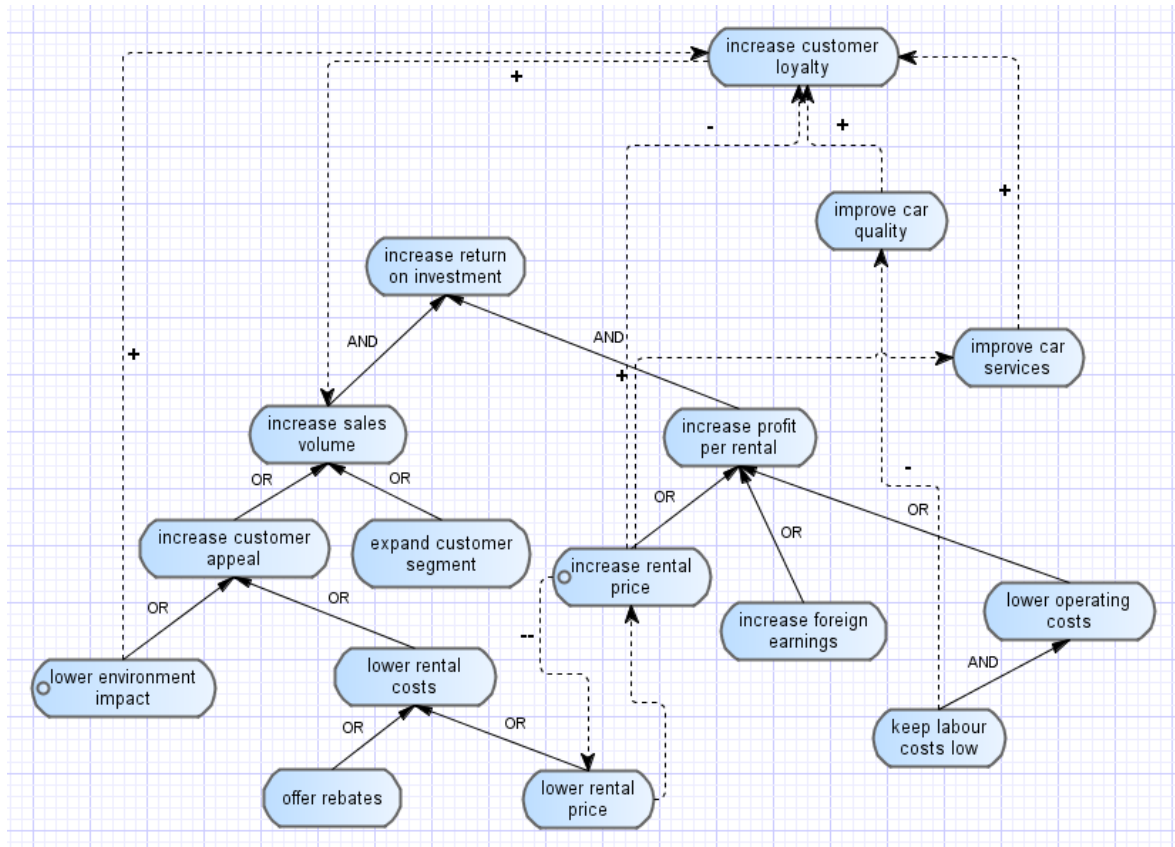 increase customer
loyalty
+
-
+
improve car
quality
+
increase return
on investment
AND
AND
+
+
improve car
services
increase sales
volume
increase profit
per rental
OR
OR
OR
-
OR
OR
increase customer
appeal
expand customer
segment
increase rental
price
OR
OR
--
increase foreign
earnings
lower operating
costs
AND
lower environment
impact
lower rental
costs
OR
OR
keep labour
costs low
offer rebates
lower rental
price